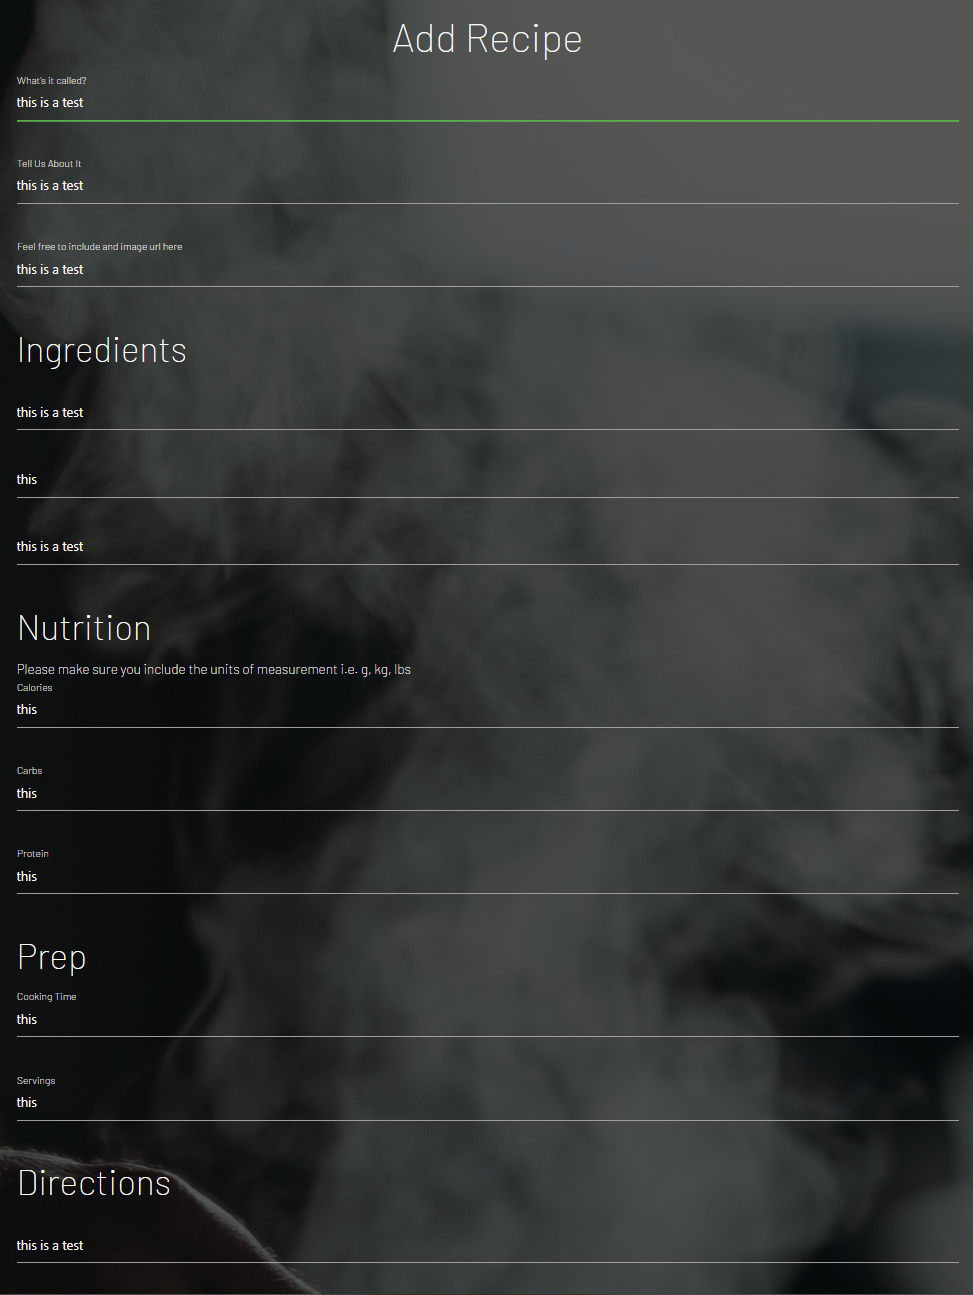 Add Recipe
What's it called?
this is a test
Tell Us About It
this is a test
Feel free to include and image url here
this is a test
Ingredients
this is a test
this
this is a test
Nutrition
Please make sure you include the units of measurement i.e. g, kg, lbs
Calories
this
Carbs
this
Protein
this
Prep
Cooking Time
this
Servings
this
Directions
this is a test